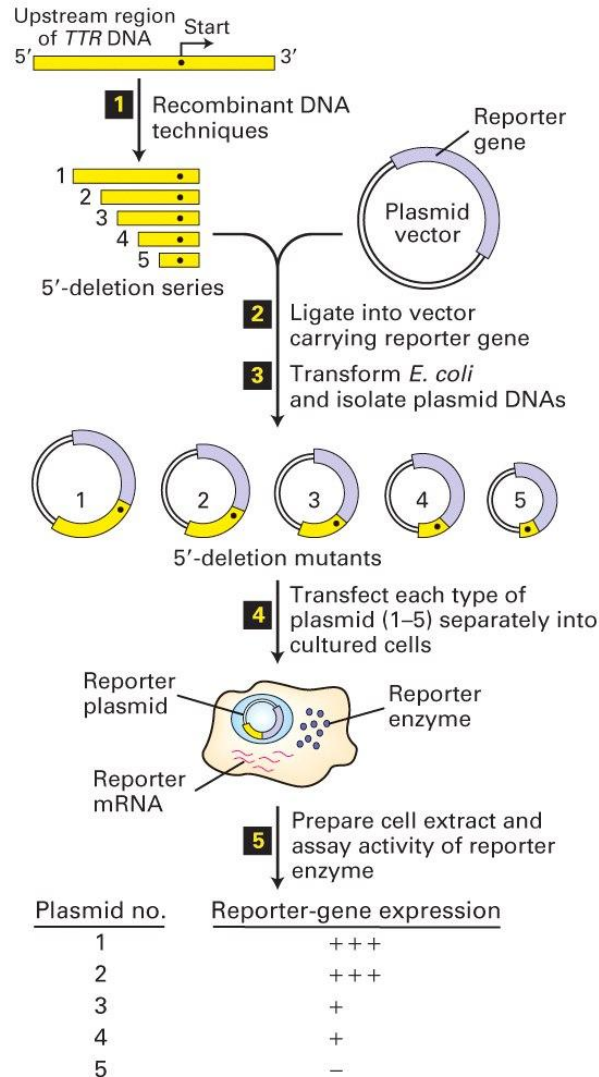 Upstream region
of TTR DNA
Start
5′
3′
1 Recombinant DNA
techniques
Reporter
gene
Plasmid
vector
1
2
3
4
5
5′-deletion series
2 Ligate into vector
carrying reporter gene
3 Transform E. coli
and isolate plasmid DNAs
1 2 3 4 5
5′-deletion mutants
4 Transfect each type of
plasmid (1–5) separately into
cultured cells
Reporter
plasmid
Reporter
enzyme
Reporter
mRNA
5 Prepare cell extract and
assay activity of reporter
enzyme
Plasmid no. Reporter-gene expression
1 +++
2 +++
3 +
4 +
5 −